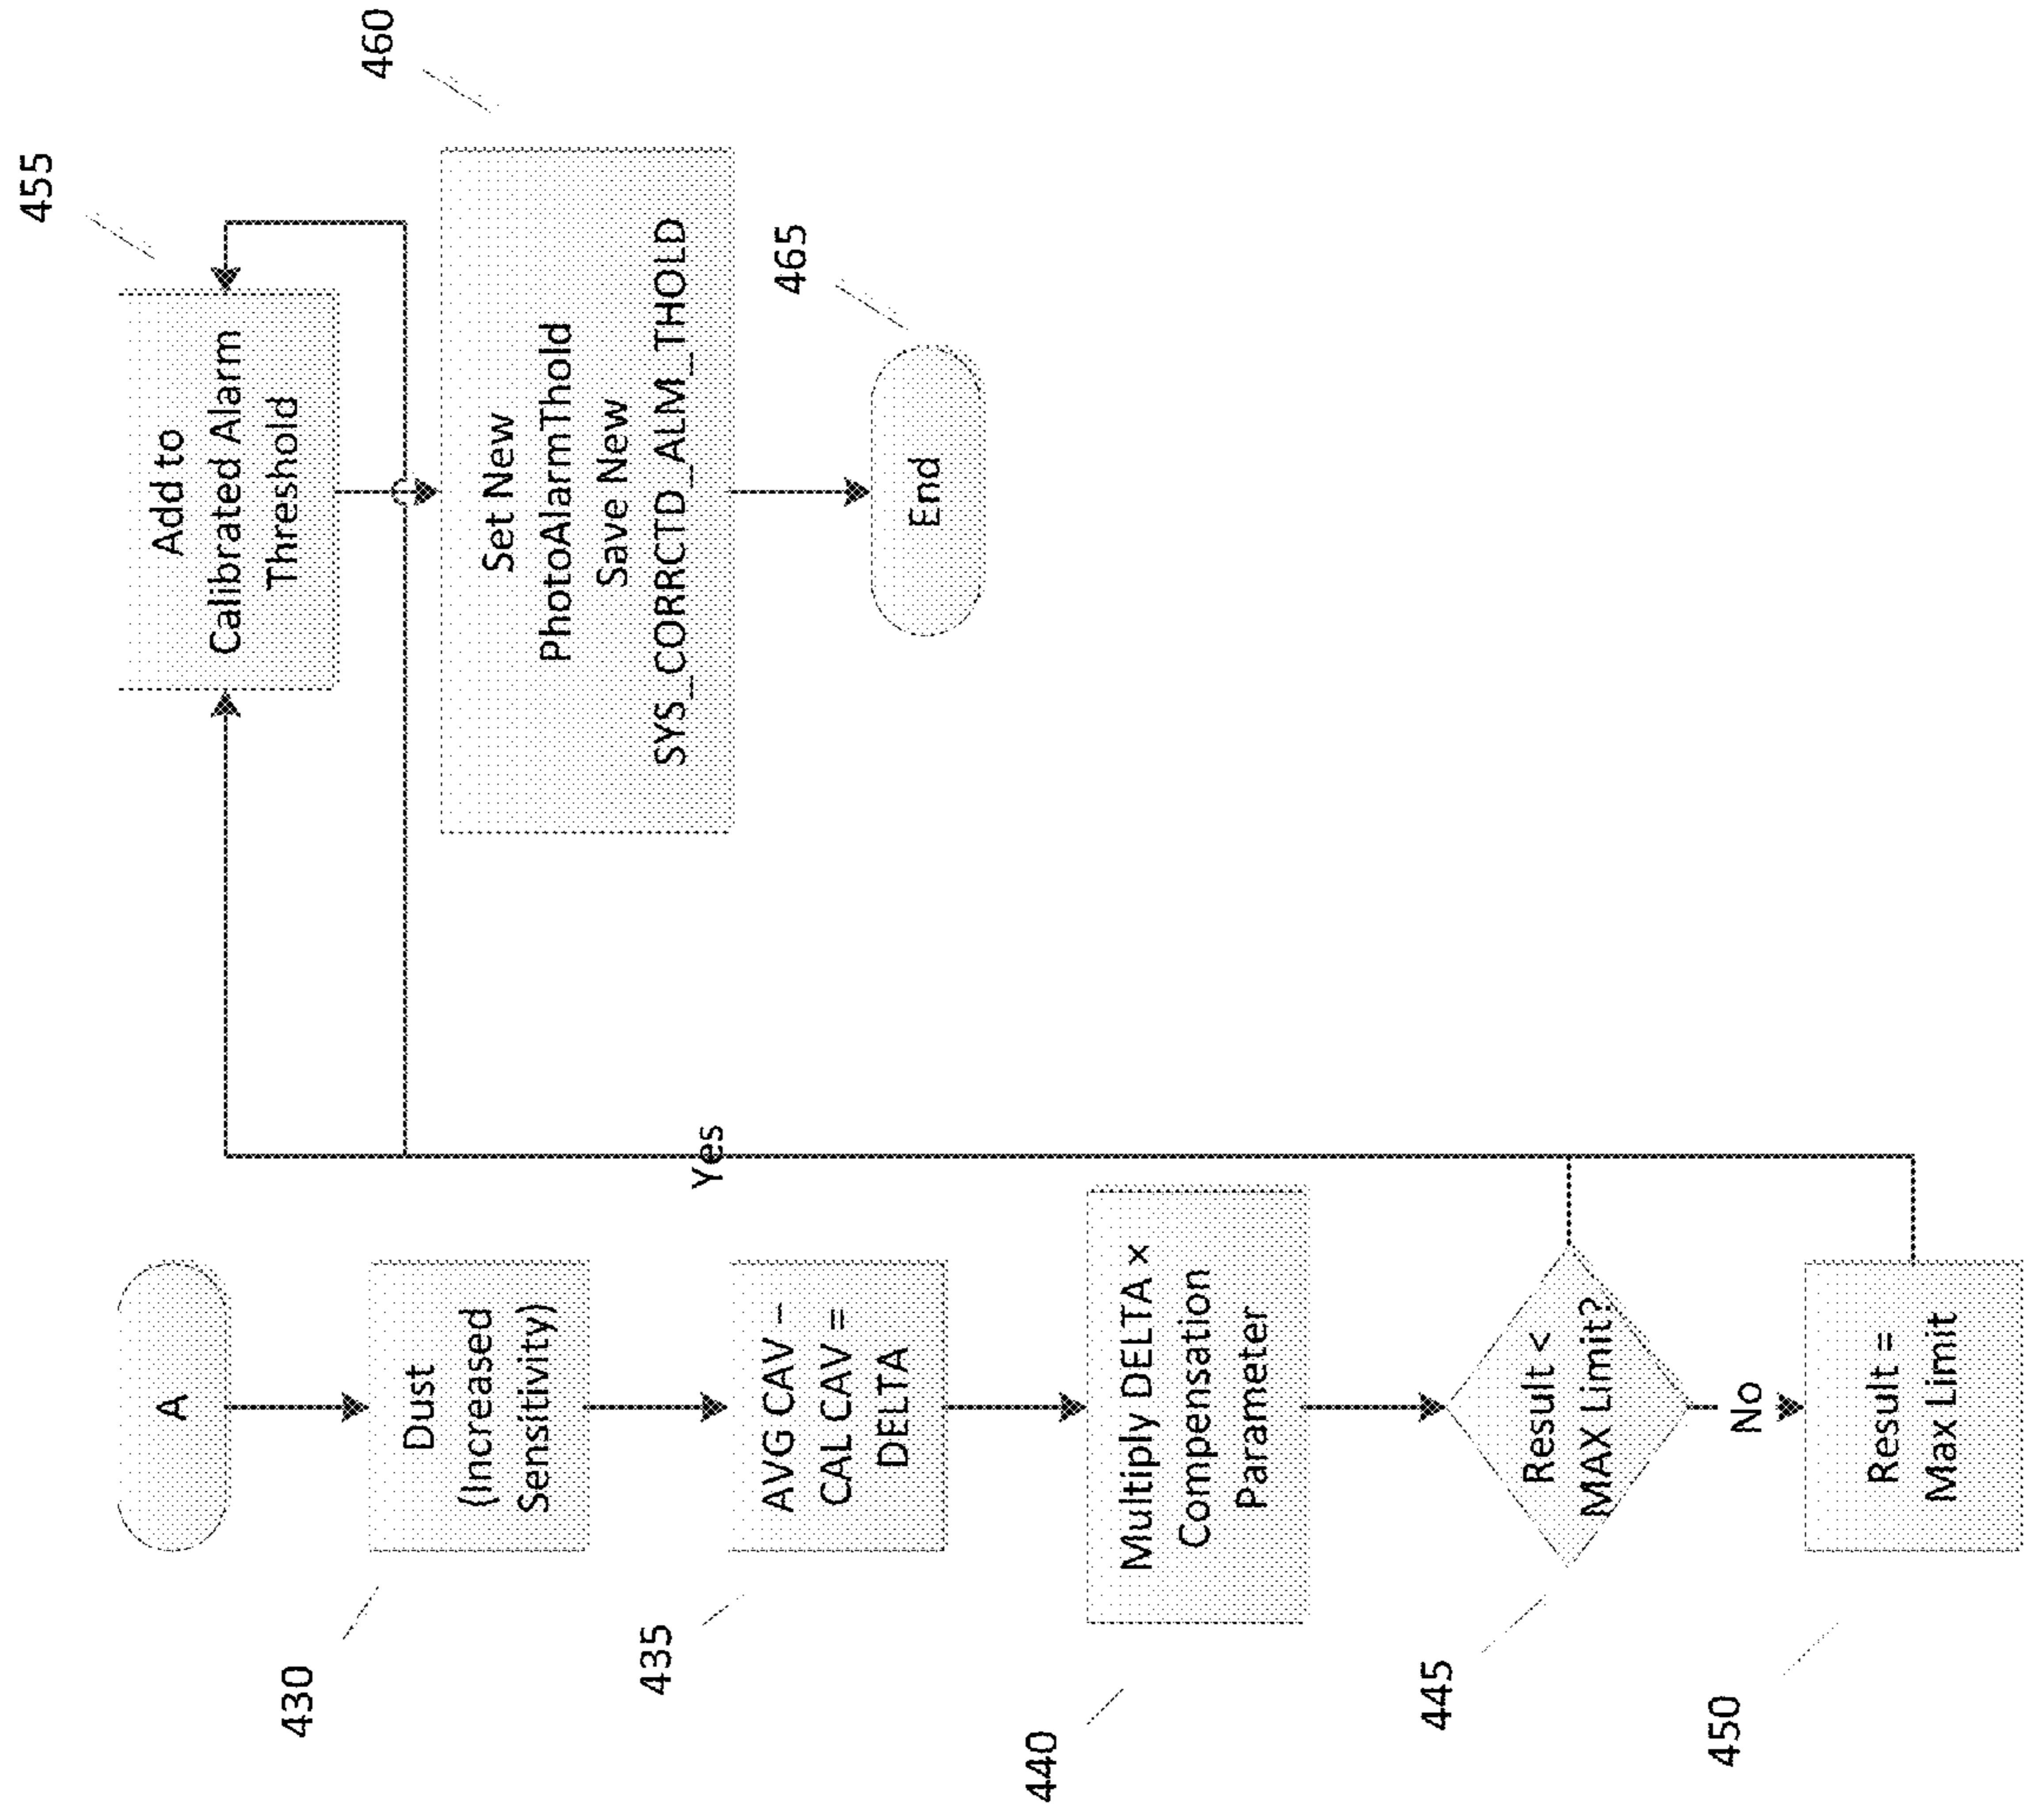 A
430
Dust
(Increased
Sensitivity)
435
AVG CAV –
CAL CAV =
DELTA
440
Multiply DELTA ×
Compensation
Parameter
445
Result <
MAX Limit?
Yes
No
450
Result =
Max Limit
455
Add to
Calibrated Alarm
Threshold
460
Set New
PhotoAlarmThold
Save New
SYS_CORRCTD_ALM_THOLD
465
End